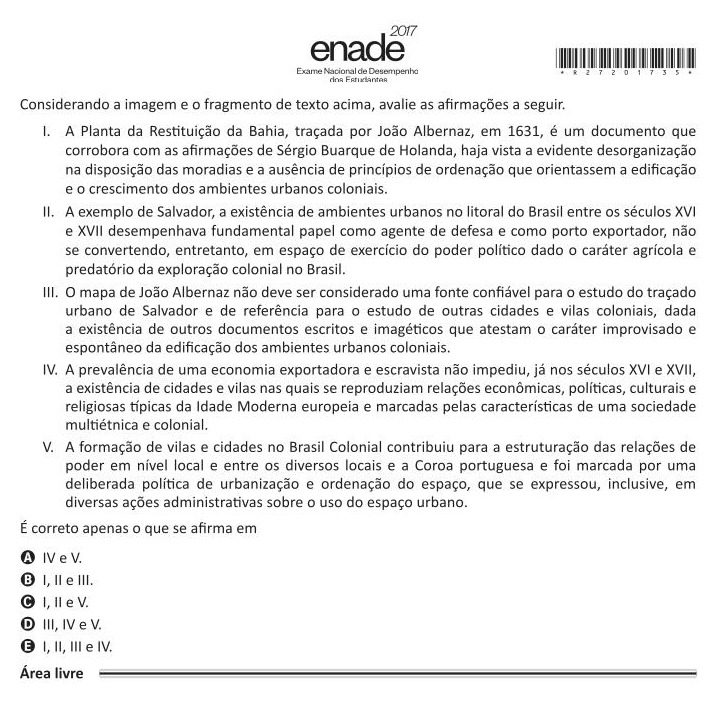 2017
enade
Exame Nacional de Desempenho
dos Estudantes
*R27201735*
Considerando a imagem e o fragmento de texto acima, avalie as afirmações a seguir.
I. A Planta da Restituição da Bahia, traçada por João Albernaz, em 1631, é um documento que
corrobora com as afirmações de Sérgio Buarque de Holanda, haja vista a evidente desorganização
na disposição das moradias e a ausência de princípios de ordenação que orientassem a edificação
e o crescimento dos ambientes urbanos coloniais.
II. A exemplo de Salvador, a existência de ambientes urbanos no litoral do Brasil entre os séculos XVI
e XVII desempenhava fundamental papel como agente de defesa e como porto exportador, não
se convertendo, entretanto, em espaço de exercício do poder político dado o caráter agrícola e
predatório da exploração colonial no Brasil.
III. O mapa de João Albernaz não deve ser considerado uma fonte confiável para o estudo do traçado
urbano de Salvador e de referência para o estudo de outras cidades e vilas coloniais, dada
a existência de outros documentos escritos e imagéticos que atestam o caráter improvisado e
espontâneo da edificação dos ambientes urbanos coloniais.
IV. A prevalência de uma economia exportadora e escravista não impediu, já nos séculos XVI e XVII,
a existência de cidades e vilas nas quais se reproduziam relações econômicas, políticas, culturais e
religiosas típicas da Idade Moderna europeia e marcadas pelas características de uma sociedade
multiétnica e colonial.
V. A formação de vilas e cidades no Brasil Colonial contribuiu para a estruturação das relações de
poder em nível local e entre os diversos locais e a Coroa portuguesa e foi marcada por uma
deliberada política de urbanização e ordenação do espaço, que se expressou, inclusive, em
diversas ações administrativas sobre o uso do espaço urbano.
É correto apenas o que se afirma em
A IV e V.
B I, II e III.
C I, II e V.
D III, IV e V.
E I, II, III e IV.
Área livre